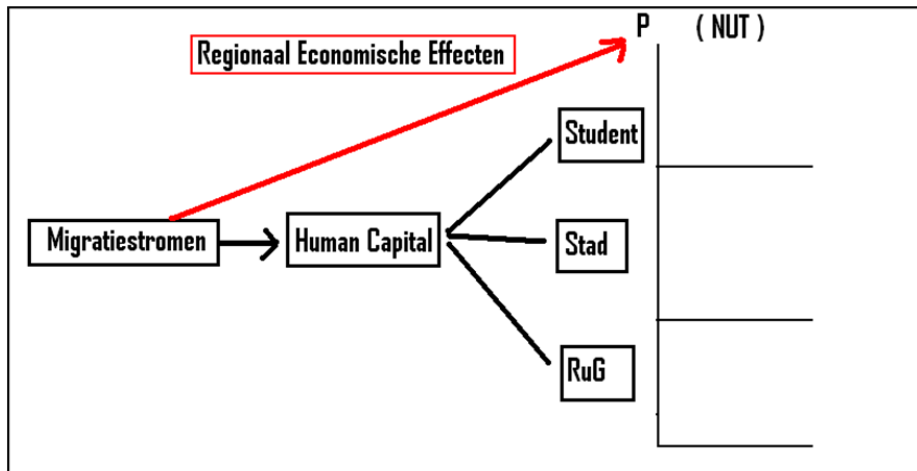 P ( NUT )
Regionaal Economische Effecten
Student
Migratiestromen
Human Capital
Stad
RuG